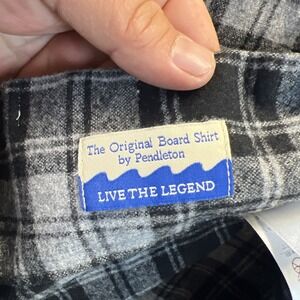 The Original Board Shirt
by Pendleton
LIVE THE LEGEND